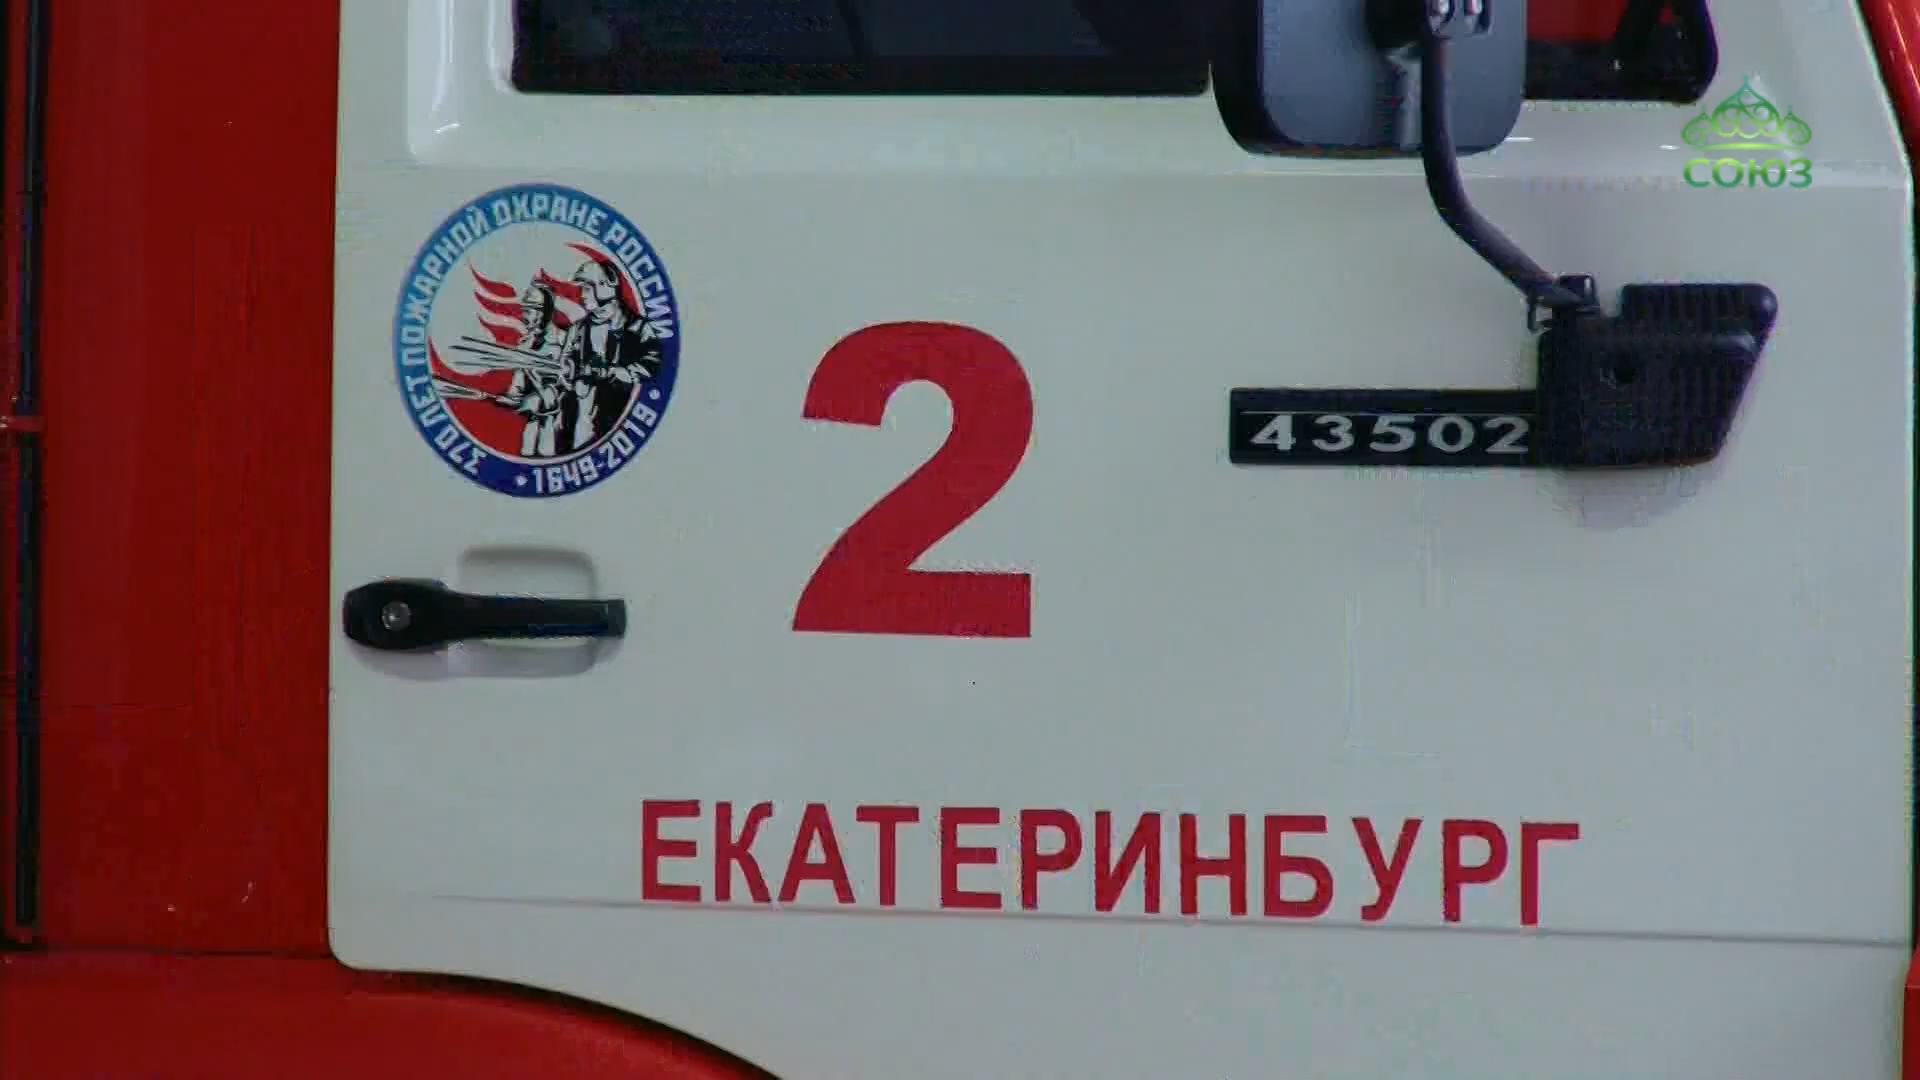 СОЮЗ
370 ЛЕТ ПОЖАРНОЙ ОХРАНЕ РОССИИ
• 1649-2019 •
2
43502
ЕКАТЕРИНБУРГ